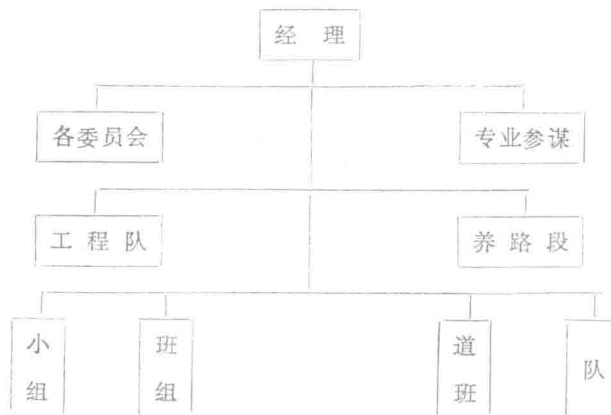 经理
各委员会 专业参谋
工程队 养路段
小组 班组 道班 队